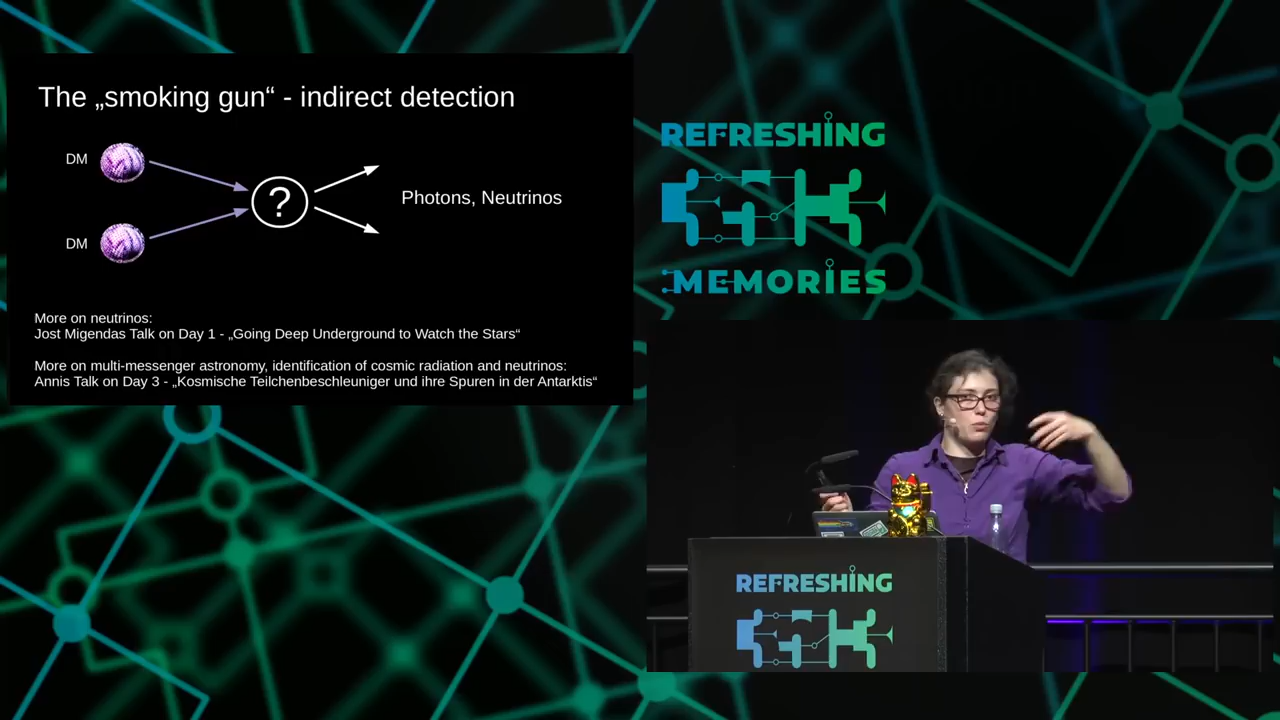 The „smoking gun“ - indirect detection
DM
?
Photons, Neutrinos
DM
More on neutrinos:
Jost Migendas Talk on Day 1 - „Going Deep Underground to Watch the Stars“
More on multi-messenger astronomy, identification of cosmic radiation and neutrinos:
Annis Talk on Day 3 - „Kosmische Teilchenbeschleuniger und ihre Spuren in der Antarktis“
REFRESHING
MEMORIES
REFRESHING